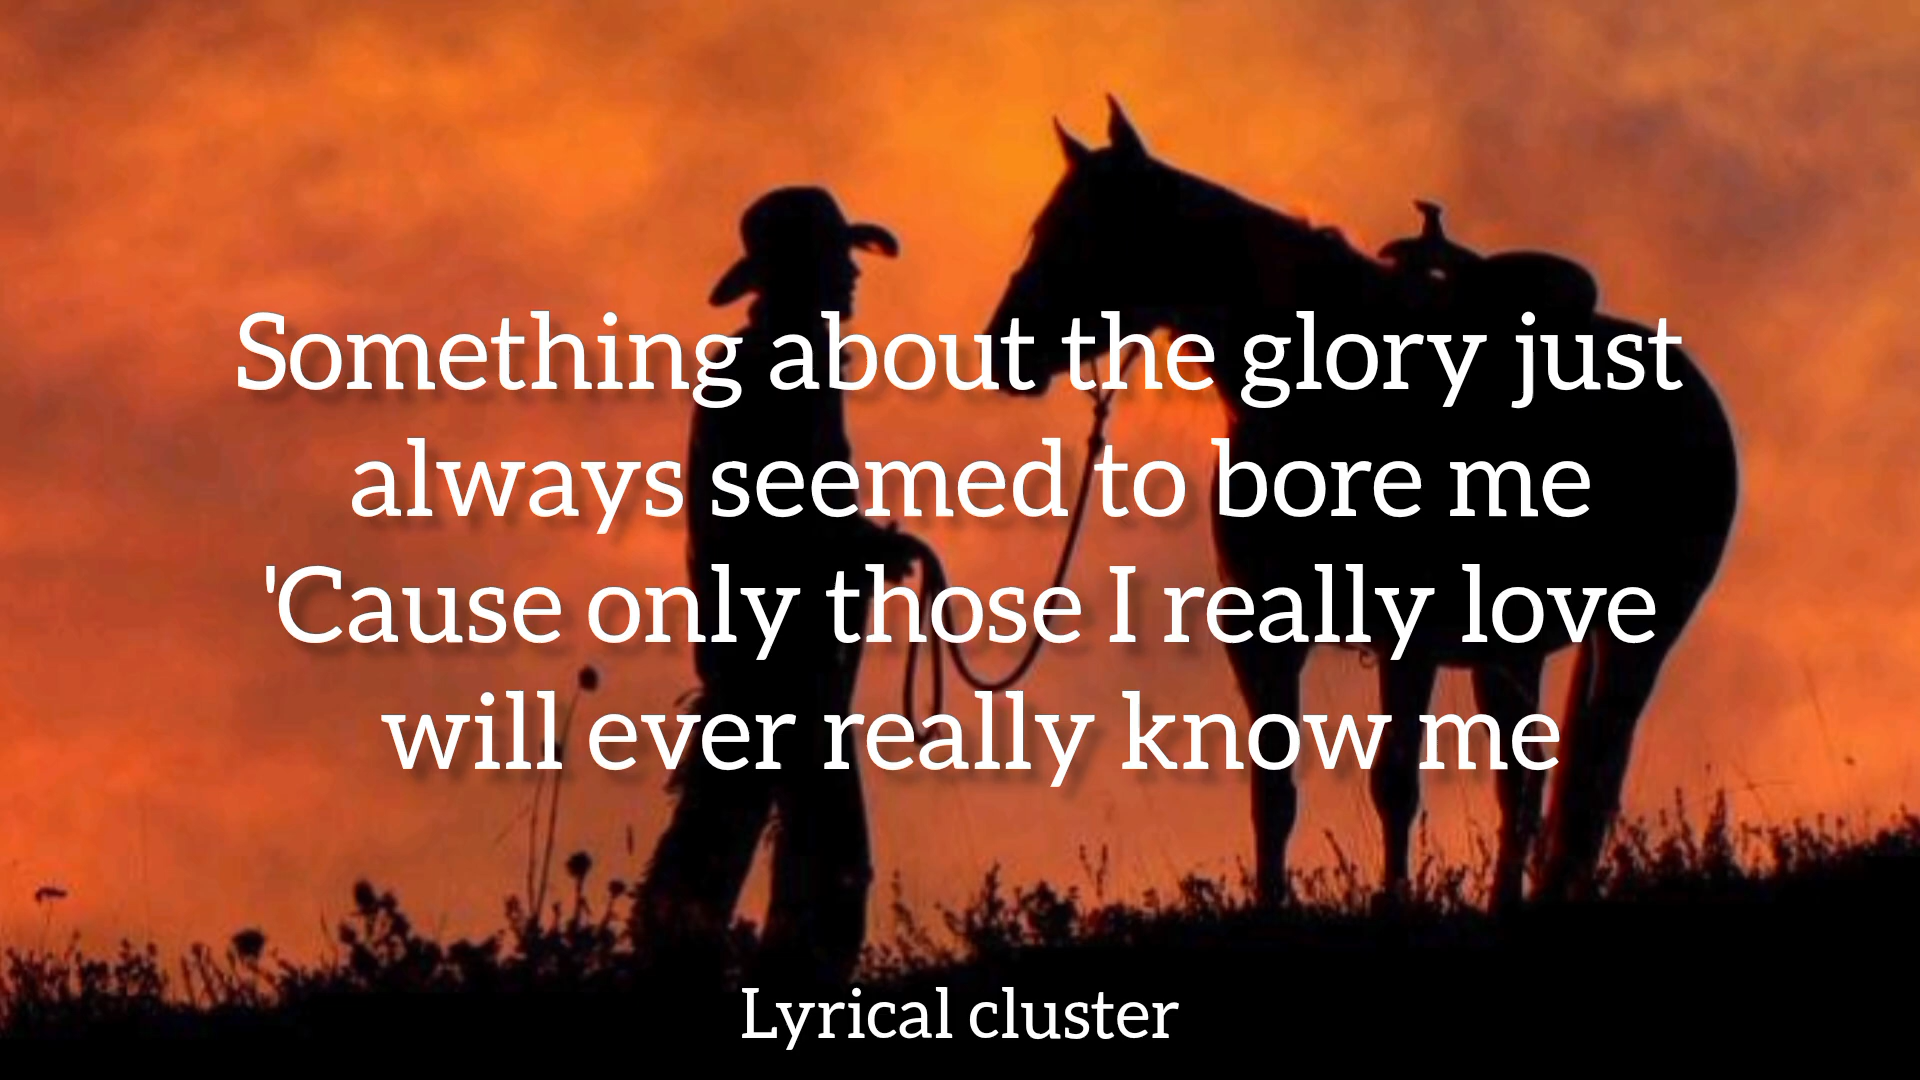 Something about the glory just
always seemed to bore me
'Cause only those I really love
will ever really know me
Lyrical cluster